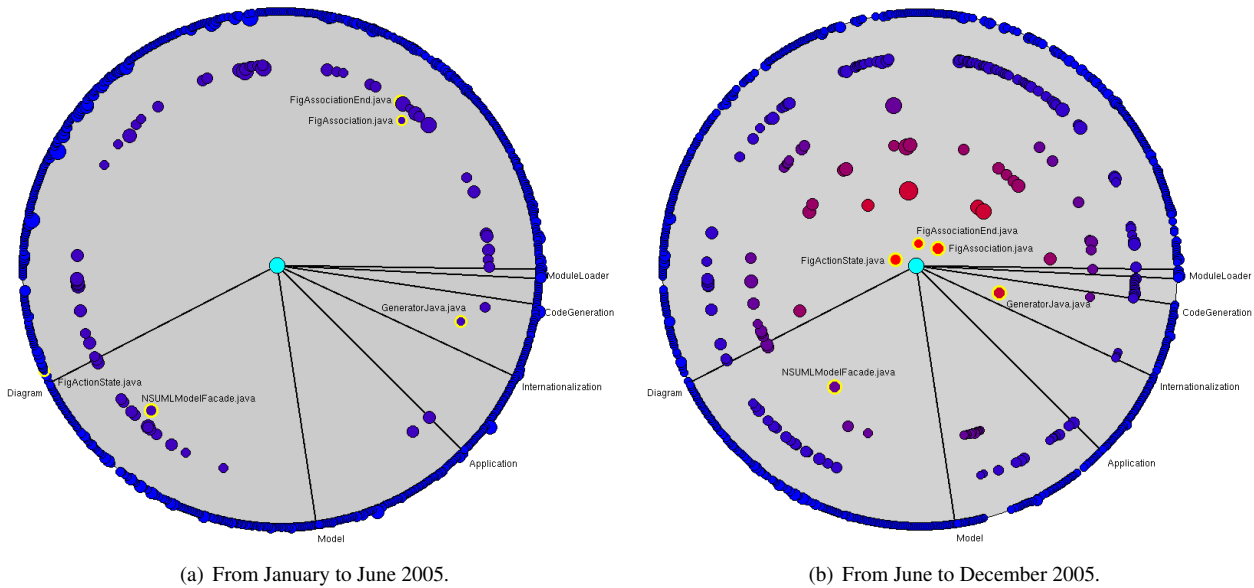 FigAssociationEnd.java
FigAssociation.java
ModuleLoader
GeneratorJava.java
CodeGeneration
FigActionState.java
Internationalization
Diagram
NSUMLModelFacade.java
Application
Model
(a) From January to June 2005.
FigAssociationEnd.java
FigAssociation.java
FigActionState.java
ModuleLoader
GeneratorJava.java
CodeGeneration
NSUMLModelFacade.java
Internationalization
Diagram
Application
Model
(b) From June to December 2005.